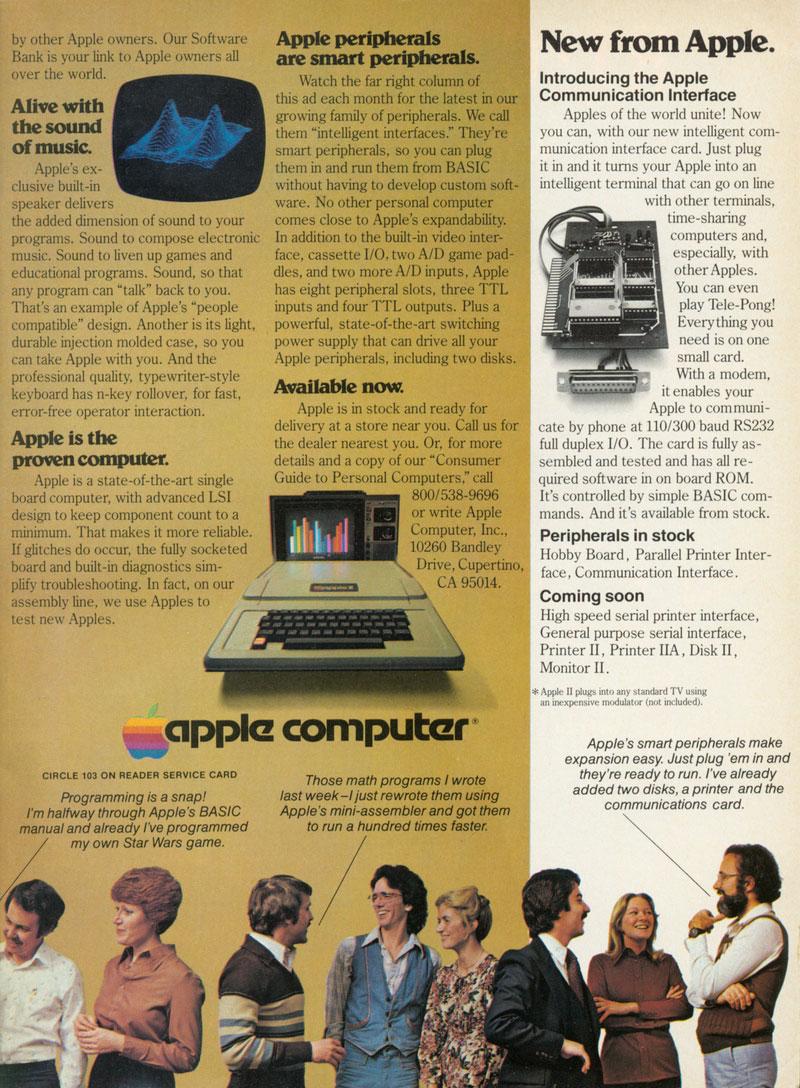 by other Apple owners. Our Software
Bank is your link to Apple owners all
over the world.
Alive with
the sound
of music.
Apple's ex-
clusive built-in
speaker delivers
the added dimension of sound to your
programs. Sound to compose electronic
music. Sound to liven up games and
educational programs. Sound, so that
any program can "talk" back to you.
That's an example of Apple's "people
compatible" design. Another is its light,
durable injection molded case, so you
can take Apple with you. And the
professional quality, typewriter-style
keyboard has n-key rollover, for fast,
error-free operator interaction.
Apple is the
proven computer.
Apple is a state-of-the-art single
board computer, with advanced LSI
design to keep component count to a
minimum. That makes it more reliable.
If glitches do occur, the fully socketed
board and built-in diagnostics sim-
plify troubleshooting. In fact, on our
assembly line, we use Apples to
test new Apples.
Apple peripherals
are smart peripherals.
Watch the far right column of
this ad each month for the latest in our
growing family of peripherals. We call
them "intelligent interfaces." They're
smart peripherals, so you can plug
them in and run them from BASIC
without having to develop custom soft-
ware. No other personal computer
comes close to Apple's expandability.
In addition to the built-in video inter-
face, cassette I/O, two A/D game pad-
dles, and two more A/D inputs, Apple
has eight peripheral slots, three TTL
inputs and four TTL outputs. Plus a
powerful, state-of-the-art switching
power supply that can drive all your
Apple peripherals, including two disks.
Available now.
Apple is in stock and ready for
delivery at a store near you. Call us for
the dealer nearest you. Or, for more
details and a copy of our "Consumer
Guide to Personal Computers," call
800/538-9696
or write Apple
Computer, Inc.,
10260 Bandley
Drive, Cupertino,
CA 95014.
New from Apple.
Introducing the Apple
Communication Interface
Apples of the world unite! Now
you can, with our new intelligent com-
munication interface card. Just plug
it in and it turns your Apple into an
intelligent terminal that can go on line
with other terminals,
time-sharing
computers and,
especially, with
other Apples.
You can even
play Tele-Pong!
Everything you
need is on one
small card.
With a modem,
it enables your
Apple to communi-
cate by phone at 110/300 baud RS232
full duplex I/O. The card is fully as-
sembled and tested and has all re-
quired software in on board ROM.
It's controlled by simple BASIC com-
mands. And it's available from stock.
Peripherals in stock
Hobby Board, Parallel Printer Inter-
face, Communication Interface.
Coming soon
High speed serial printer interface,
General purpose serial interface,
Printer II, Printer IIA, Disk II,
Monitor II.
* Apple II plugs into any standard TV using
an inexpensive modulator (not included).
apple computer®
CIRCLE 103 ON READER SERVICE CARD
Programming is a snap!
I'm halfway through Apple's BASIC
manual and already I've programmed
my own Star Wars game.
Those math programs I wrote
last week–I just rewrote them using
Apple's mini-assembler and got them
to run a hundred times faster.
Apple's smart peripherals make
expansion easy. Just plug 'em in and
they're ready to run. I've already
added two disks, a printer and the
communications card.